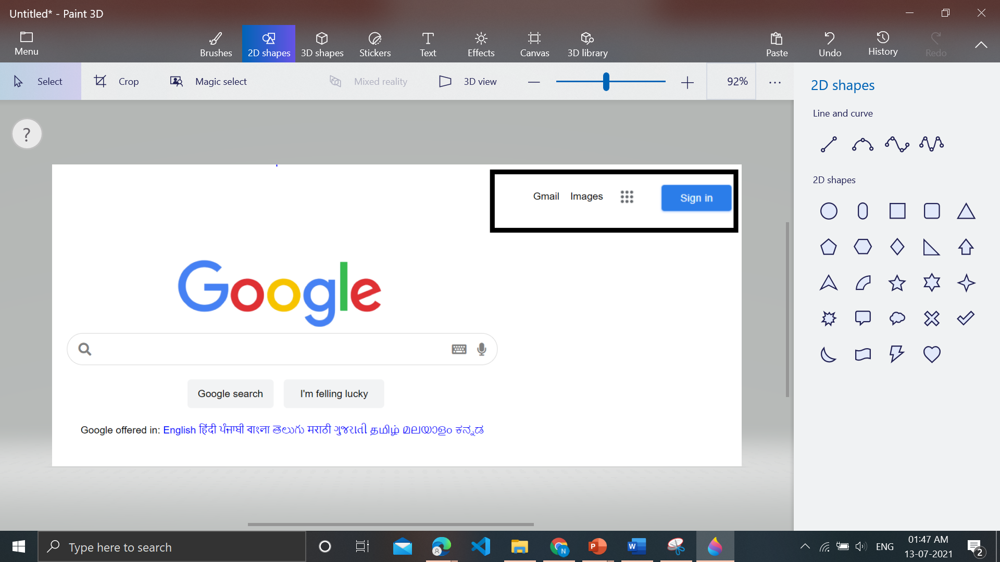 Untitled* - Paint 3D
Menu
Brushes
2D shapes
3D shapes
Stickers
Text
Effects
Canvas
3D library
Paste
Undo
History
Redo
Select
Crop
Magic select
Mixed reality
3D view
92%
2D shapes
Line and curve
2D shapes
?
Gmail Images
Sign in
Google
Google search
I'm felling lucky
Google offered in: English हिंदी ਪੰਜਾਬੀ বাংলা తెలుగు मराठी ગુજરાતી தமிழ் മലയാളം ಕನ್ನಡ
Type here to search
ENG
01:47 AM
13-07-2021
2